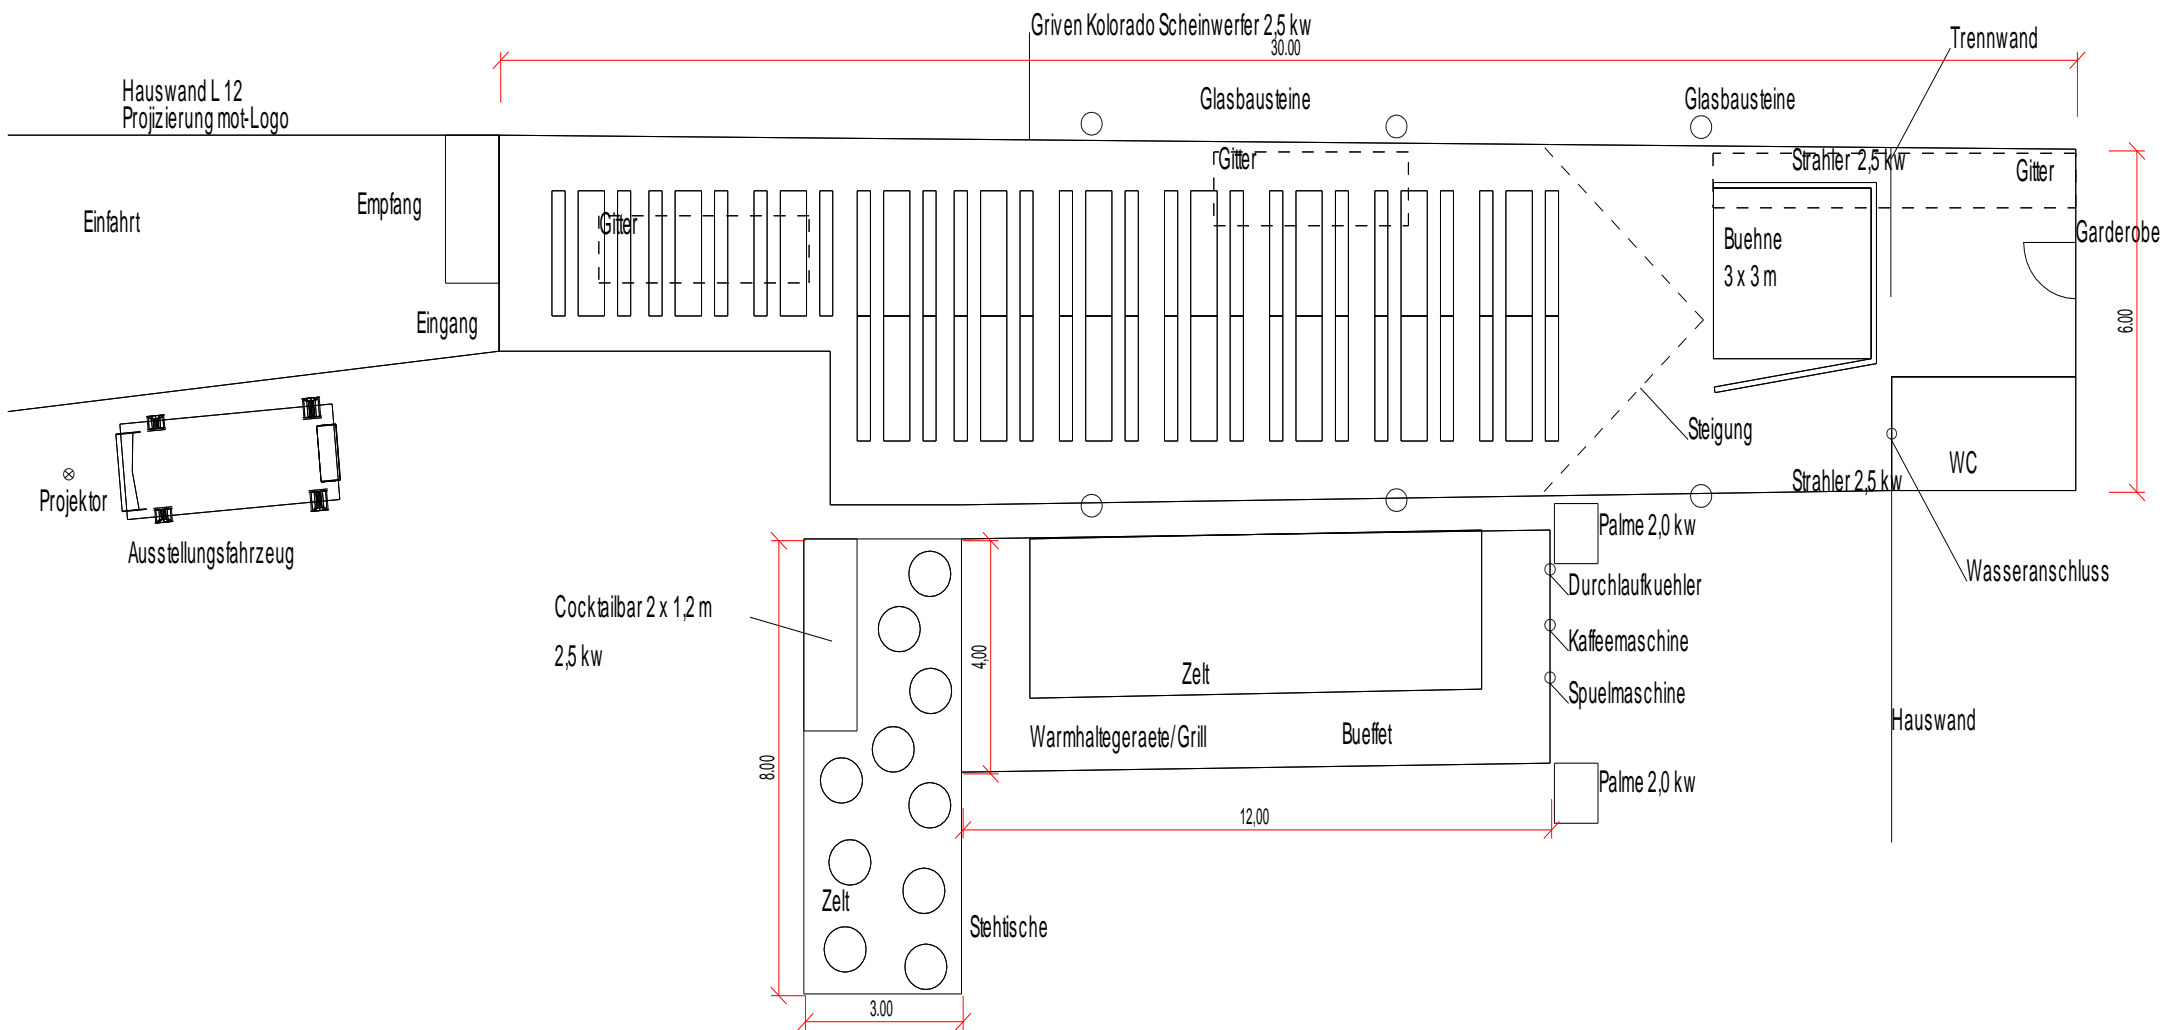 Griven Kolorado Scheinwerfer 2,5 kw
30.00
Trennwand
Hauswand L 12
Projizierung mot-Logo
Glasbausteine
Glasbausteine
Gitter
Strahler 2,5 kw
Gitter
Einfahrt
Empfang
Gitter
Buehne
3 x 3 m
Garderobe
Eingang
6.00
Steigung
WC
Strahler 2,5 kw
Projektor
Palme 2,0 kw
Ausstellungsfahrzeug
Wasseranschluss
Durchlaufkuehler
Cocktailbar 2 x 1,2 m
2,5 kw
Kaffeemaschine
4,00
Zelt
Spuelmaschine
Hauswand
Warmhaltegeraete/Grill
Bueffet
8.00
Palme 2,0 kw
12,00
Zelt
Stehtische
3.00